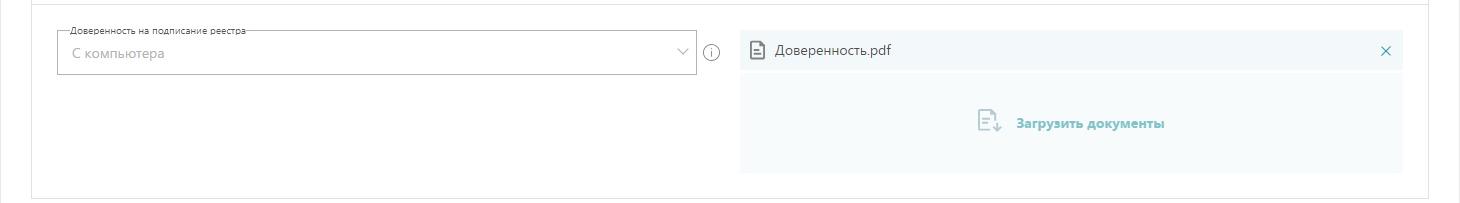 Доверенность на подписание реестра
С компьютера
Доверенность.pdf
Загрузить документы